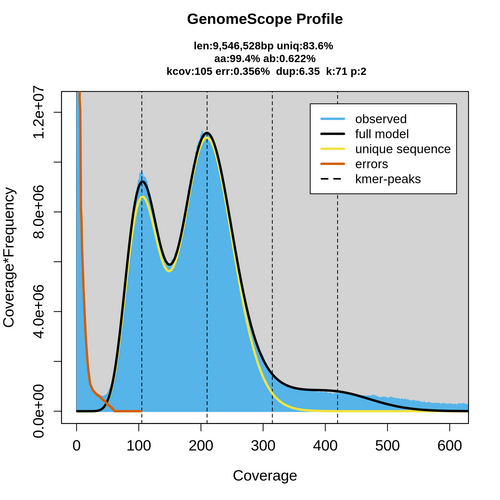 GenomeScope Profile
len:9,546,528bp uniq:83.6%
aa:99.4% ab:0.622%
kcov:105 err:0.356% dup:6.35 k:71 p:2
observed
full model
unique sequence
errors
kmer-peaks
Coverage*Frequency
1.2e+07
8.0e+06
4.0e+06
0.0e+00
0 100 200 300 400 500 600
Coverage